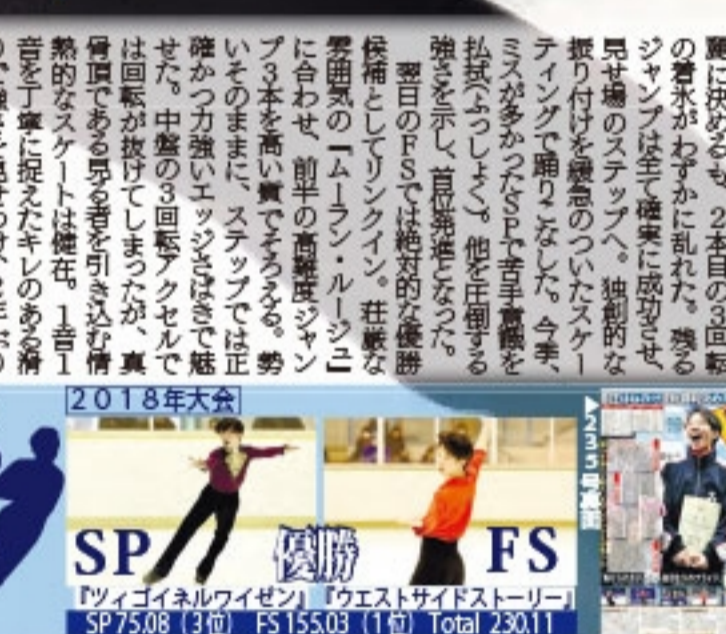 麗に決めるも、2本目の3回転
の着氷がわずかに乱れた。残る
ジャンプは全て確実に成功させ、
見せ場のステップへ。独創的な
振り付けを緩急のついたスケー
ティングで踊りこなした。今季、
ミスが多かったSPで苦手意識を
払拭(ふっしょく)。他を圧倒する
強さを示し、首位発進となった。
翌日のFSでは絶対的な優勝
候補としてリンクイン。荘厳な
雰囲気の『ムーラン・ルージュ』
に合わせ、前半の高難度ジャン
プ3本を高い質でそろえる。勢
いそのままに、ステップでは正
確かつ力強いエッジさばきで魅
せた。中盤の3回転アクセルで
は回転が抜けてしまったが、真
骨頂である見る者を引き込む情
熱的なスケートは健在。1音1
音を丁寧に捉えたキレのある滑
2018年大会
SP
優勝
FS
『ツィゴイネルワイゼン』
『ウエストサイドストーリー』
SP 75.08(3位) FS 155.03(1位) Total 230.11
▶235号